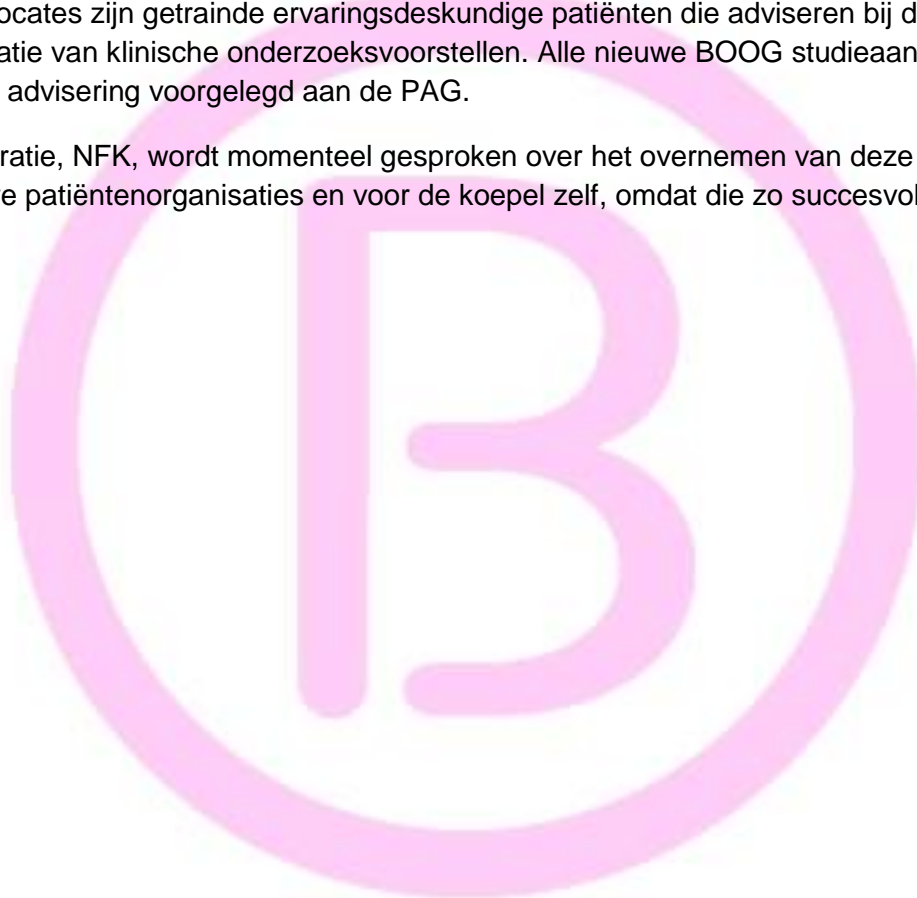 ocates zijn getrainde ervaringsdeskundige patiënten die adviseren bij d
atie van klinische onderzoeksvoorstellen. Alle nieuwe BOOG studieaan
advisering voorgelegd aan de PAG.
ratie, NFK, wordt momenteel gesproken over het overnemen van deze
e patiëntenorganisaties en voor de koepel zelf, omdat die zo succesvol
B